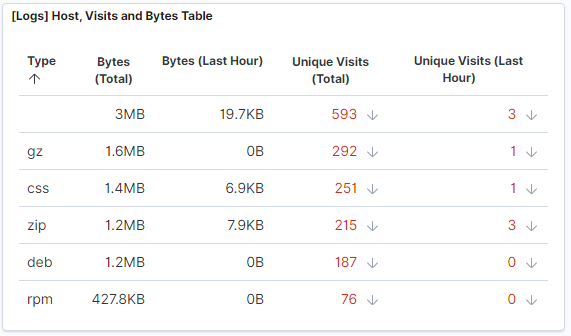 [Logs] Host, Visits and Bytes Table
Type Bytes (Total) Bytes (Last Hour) Unique Visits (Total) Unique Visits (Last Hour)
3MB 19.7KB 593 3
gz 1.6MB 0B 292 1
css 1.4MB 6.9KB 251 1
zip 1.2MB 7.9KB 215 3
deb 1.2MB 0B 187 0
rpm 427.8KB 0B 76 0